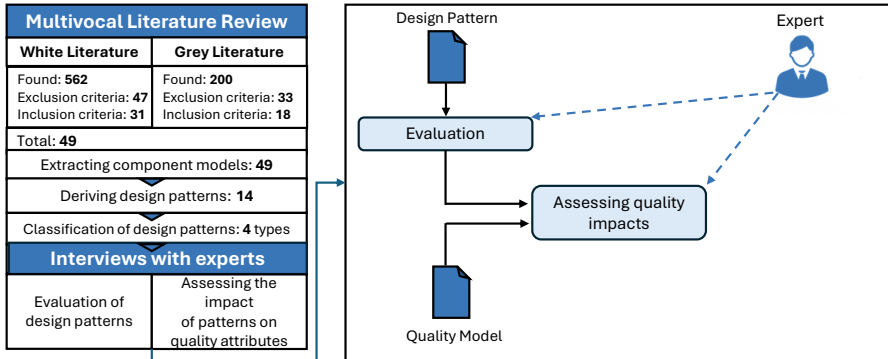 Multivocal Literature Review
White Literature
Grey Literature
Found: 562
Exclusion criteria: 47
Inclusion criteria: 31
Found: 200
Exclusion criteria: 33
Inclusion criteria: 18
Total: 49
Extracting component models: 49
Deriving design patterns: 14
Classification of design patterns: 4 types
Interviews with experts
Evaluation of
design patterns
Assessing the
impact
of patterns on
quality attributes
Design Pattern
Expert
Evaluation
Assessing quality
impacts
Quality Model